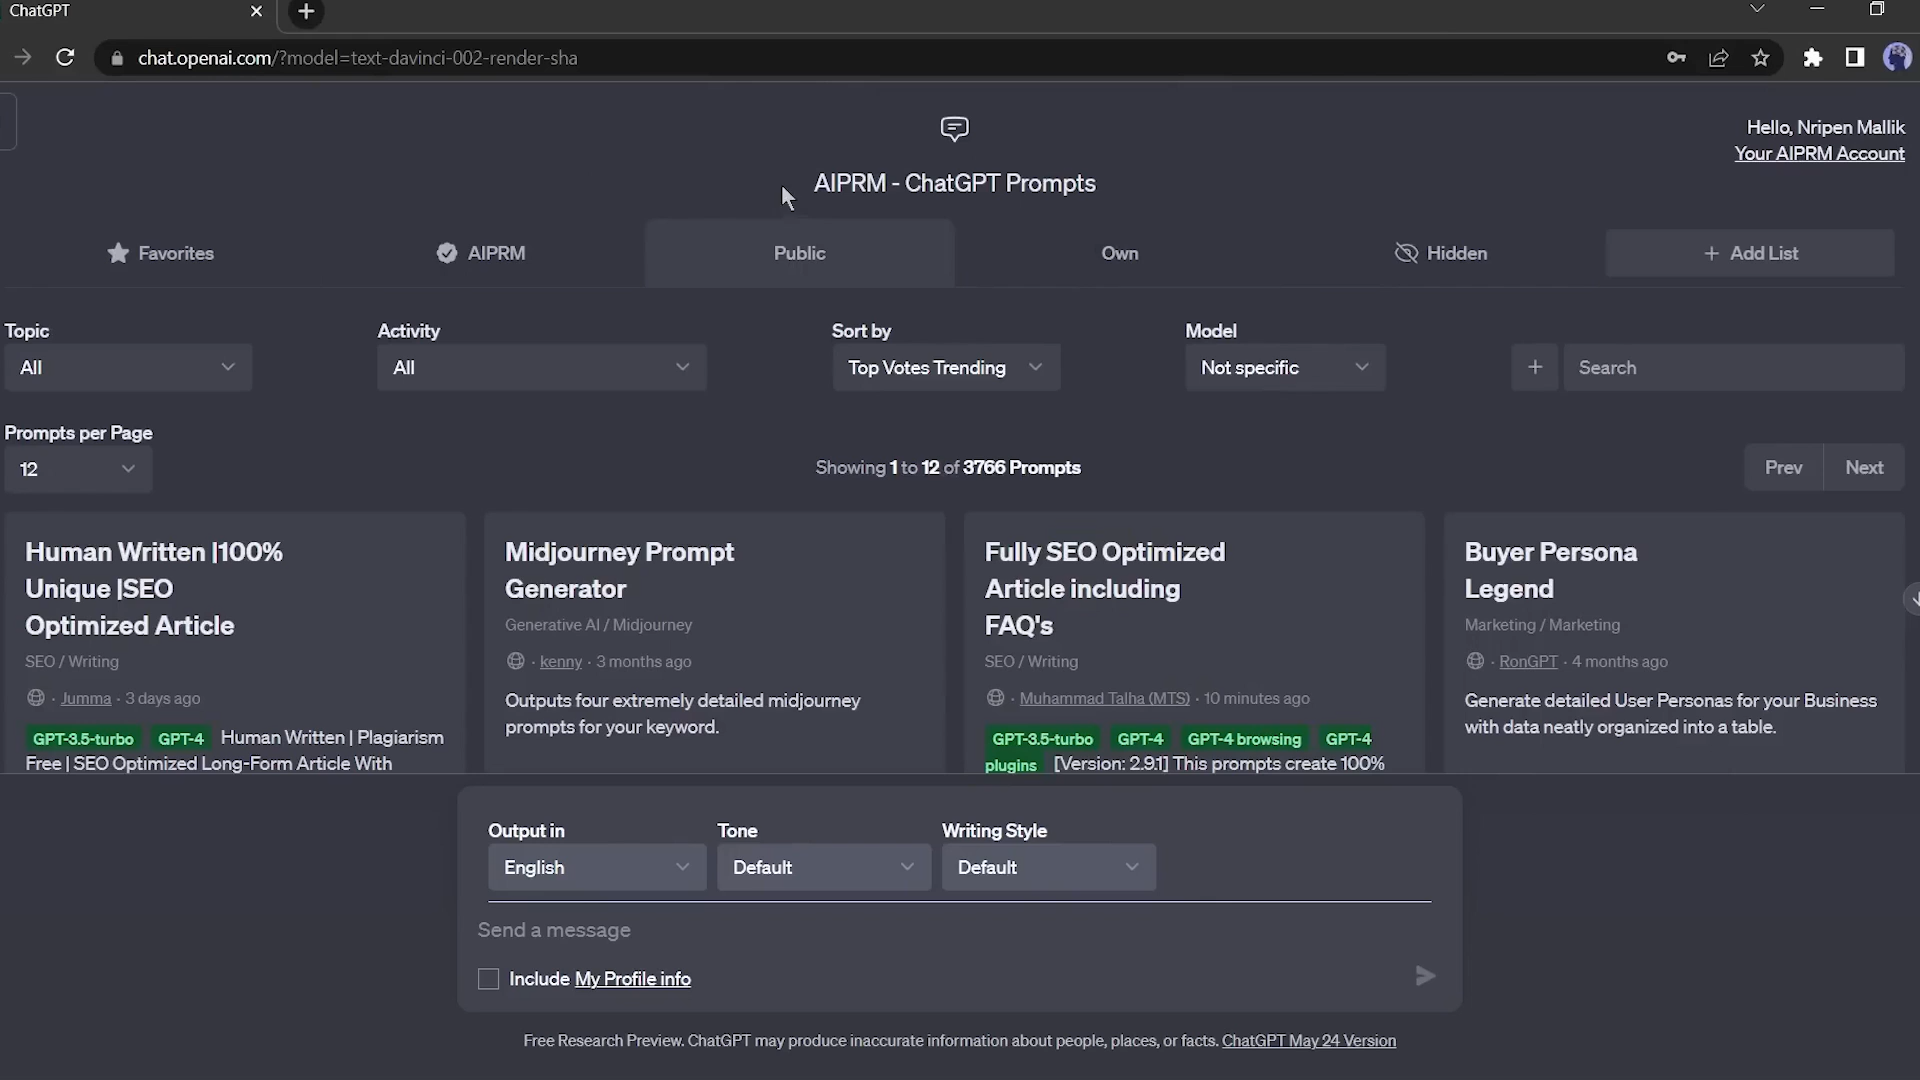 ChatGPT
chat.openai.com/?model=text-davinci-002-render-sha
Hello, Nripen Mallik
Your AIPRM Account
AIPRM - ChatGPT Prompts
Favorites
AIPRM
Public
Own
Hidden
+ Add List
Topic
All
Activity
All
Sort by
Top Votes Trending
Model
Not specific
+
Search
Prompts per Page
12
Showing 1 to 12 of 3766 Prompts
Prev
Next
Human Written |100%
Unique |SEO
Optimized Article
SEO / Writing
· Jumma · 3 days ago
GPT-3.5-turbo GPT-4 Human Written | Plagiarism
Free | SEO Optimized Long-Form Article With
Midjourney Prompt
Generator
Generative AI / Midjourney
· kenny · 3 months ago
Outputs four extremely detailed midjourney
prompts for your keyword.
Fully SEO Optimized
Article including
FAQ's
SEO / Writing
· Muhammad Talha (MTS) · 10 minutes ago
GPT-3.5-turbo GPT-4 GPT-4 browsing GPT-4
plugins [Version: 2.9.1] This prompts create 100%
Buyer Persona
Legend
Marketing / Marketing
· RonGPT · 4 months ago
Generate detailed User Personas for your Business
with data neatly organized into a table.
Output in
English
Tone
Default
Writing Style
Default
Send a message
Include My Profile info
Free Research Preview. ChatGPT may produce inaccurate information about people, places, or facts. ChatGPT May 24 Version